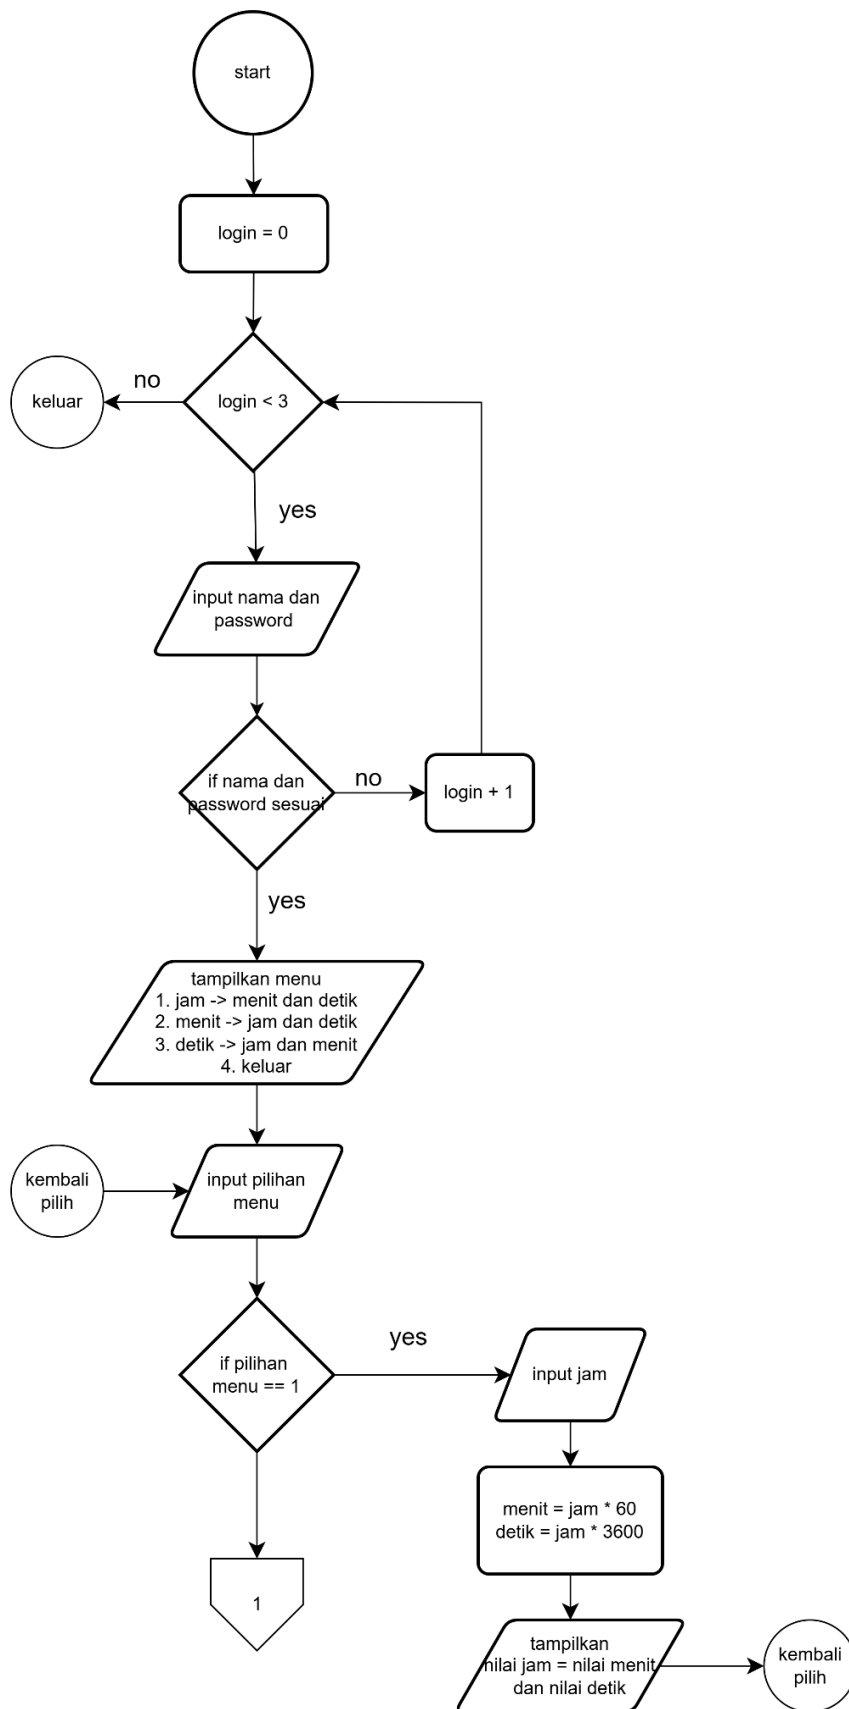 start
login = 0
no
keluar
login < 3
yes
input nama dan
password
if nama dan
password sesuai
no
login + 1
yes
tampilkan menu
1. jam -> menit dan detik
2. menit -> jam dan detik
3. detik -> jam dan menit
4. keluar
kembali
pilih
input pilihan
menu
if pilihan
menu == 1
yes
input jam
menit = jam * 60
detik = jam * 3600
1
tampilkan
nilai jam = nilai menit
dan nilai detik
kembali
pilih